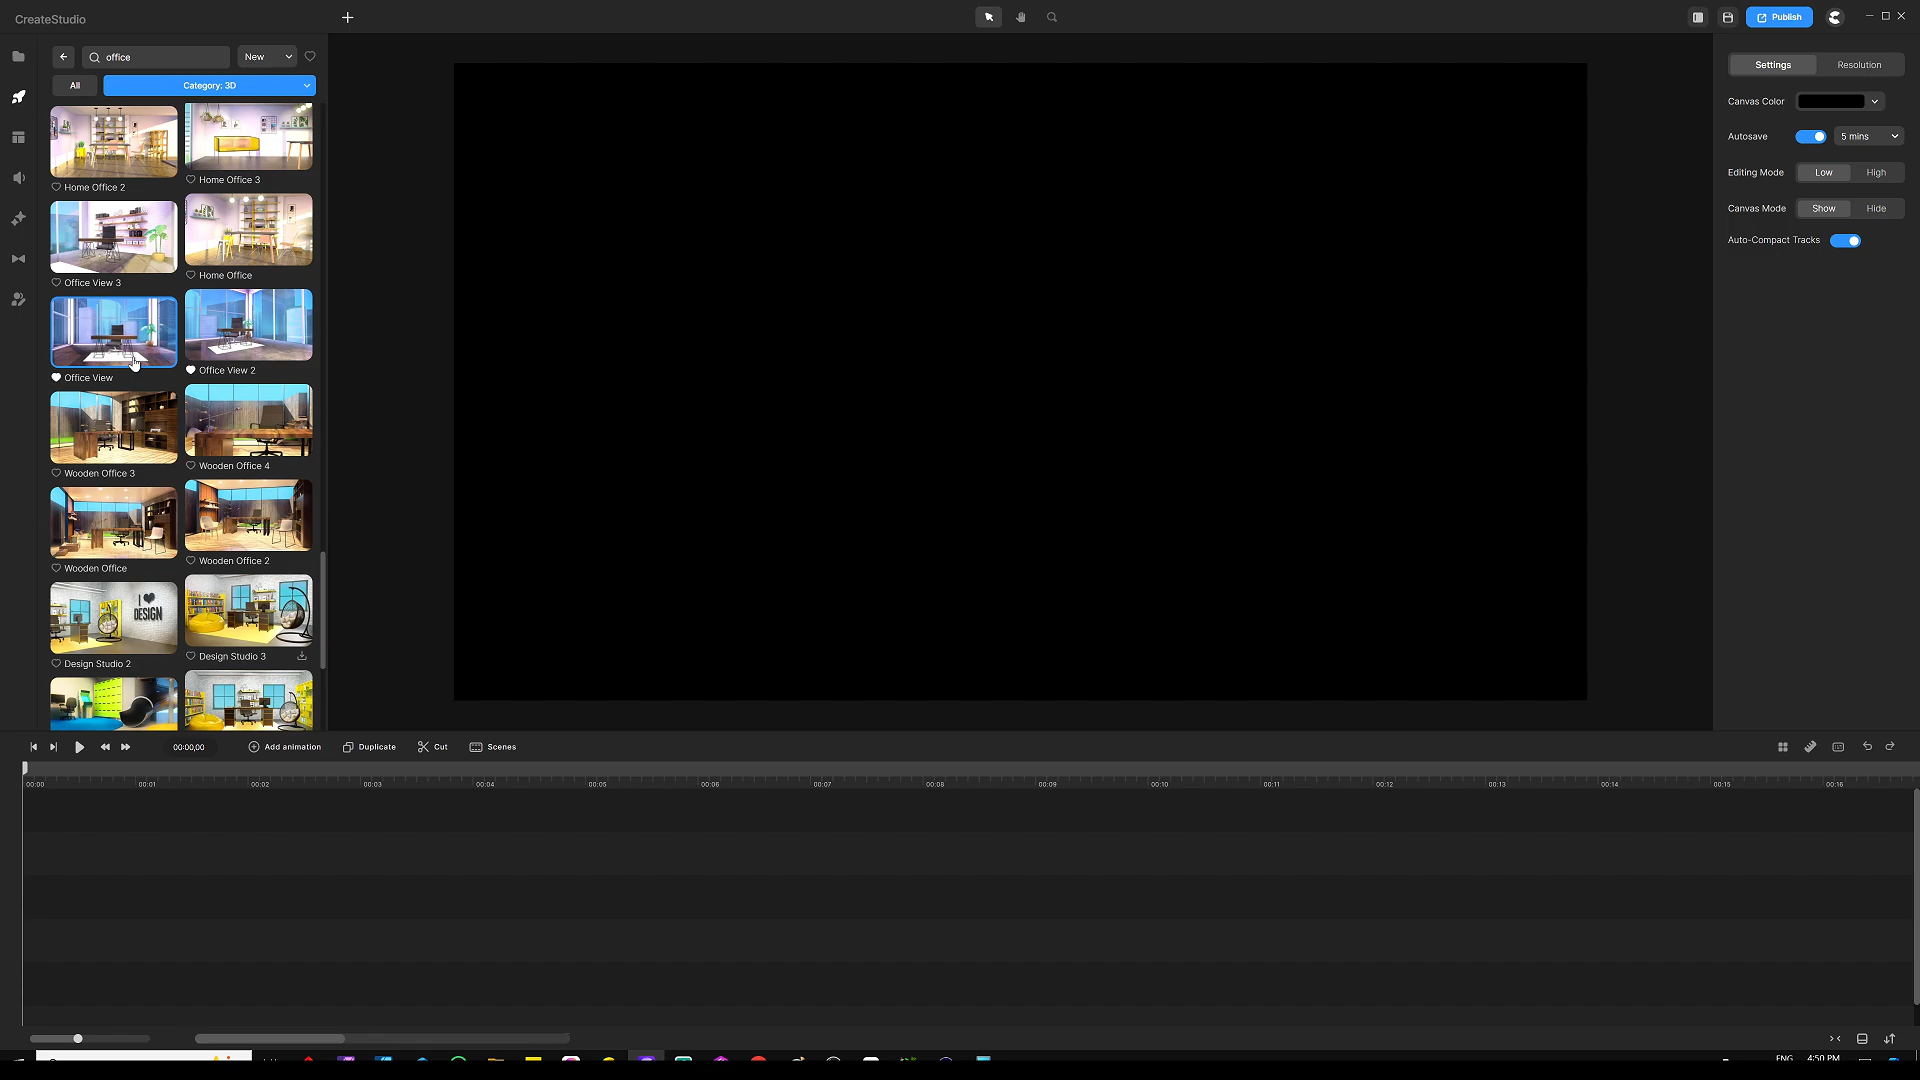 CreateStudio
Publish
office
New
All
Category: 3D
Home Office 2
Home Office 3
Office View 3
Home Office
Office View
Office View 2
Wooden Office 3
Wooden Office 4
Wooden Office
Wooden Office 2
I
DESIGN
Design Studio 2
Design Studio 3
Settings
Resolution
Canvas Color
Autosave
5 mins
Editing Mode
Low
High
Canvas Mode
Show
Hide
Auto-Compact Tracks
00:00,00
Add animation
Duplicate
Cut
Scenes
00:00
00:01
00:02
00:03
00:04
00:05
00:06
00:07
00:08
00:09
00:10
00:11
00:12
00:13
00:14
00:15
00:16
ENG
4:50 PM